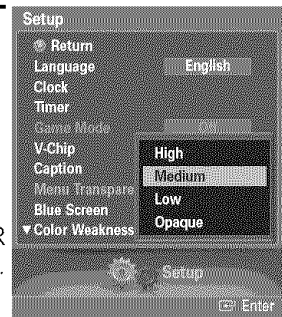 Setup
Return
Language English
Clock
Timer
Game Mode ON
V-Chip
Caption
Menu Transpare
Blue Screen
▼Color Weakness
High
Medium
Low
Opaque
R
.
Setup
Enter